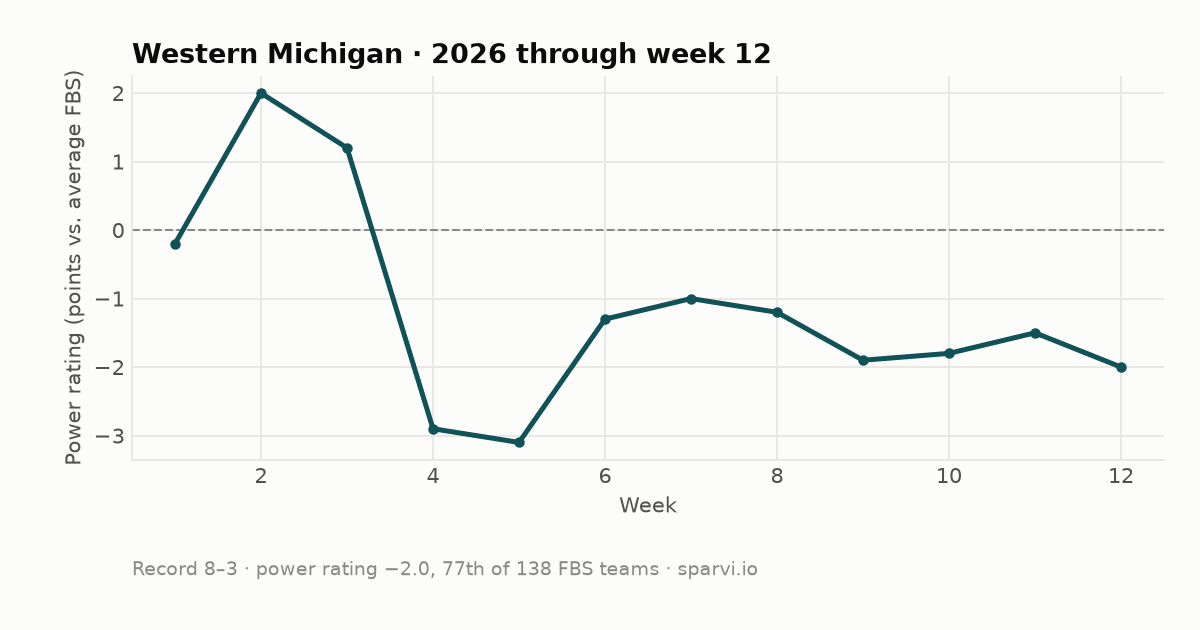 Western Michigan · 2026 through week 12
Power rating (points vs. average FBS)
2
1
0
−1
−2
−3
2 4 6 8 10 12
Week
Record 8–3 · power rating −2.0, 77th of 138 FBS teams · sparvi.io